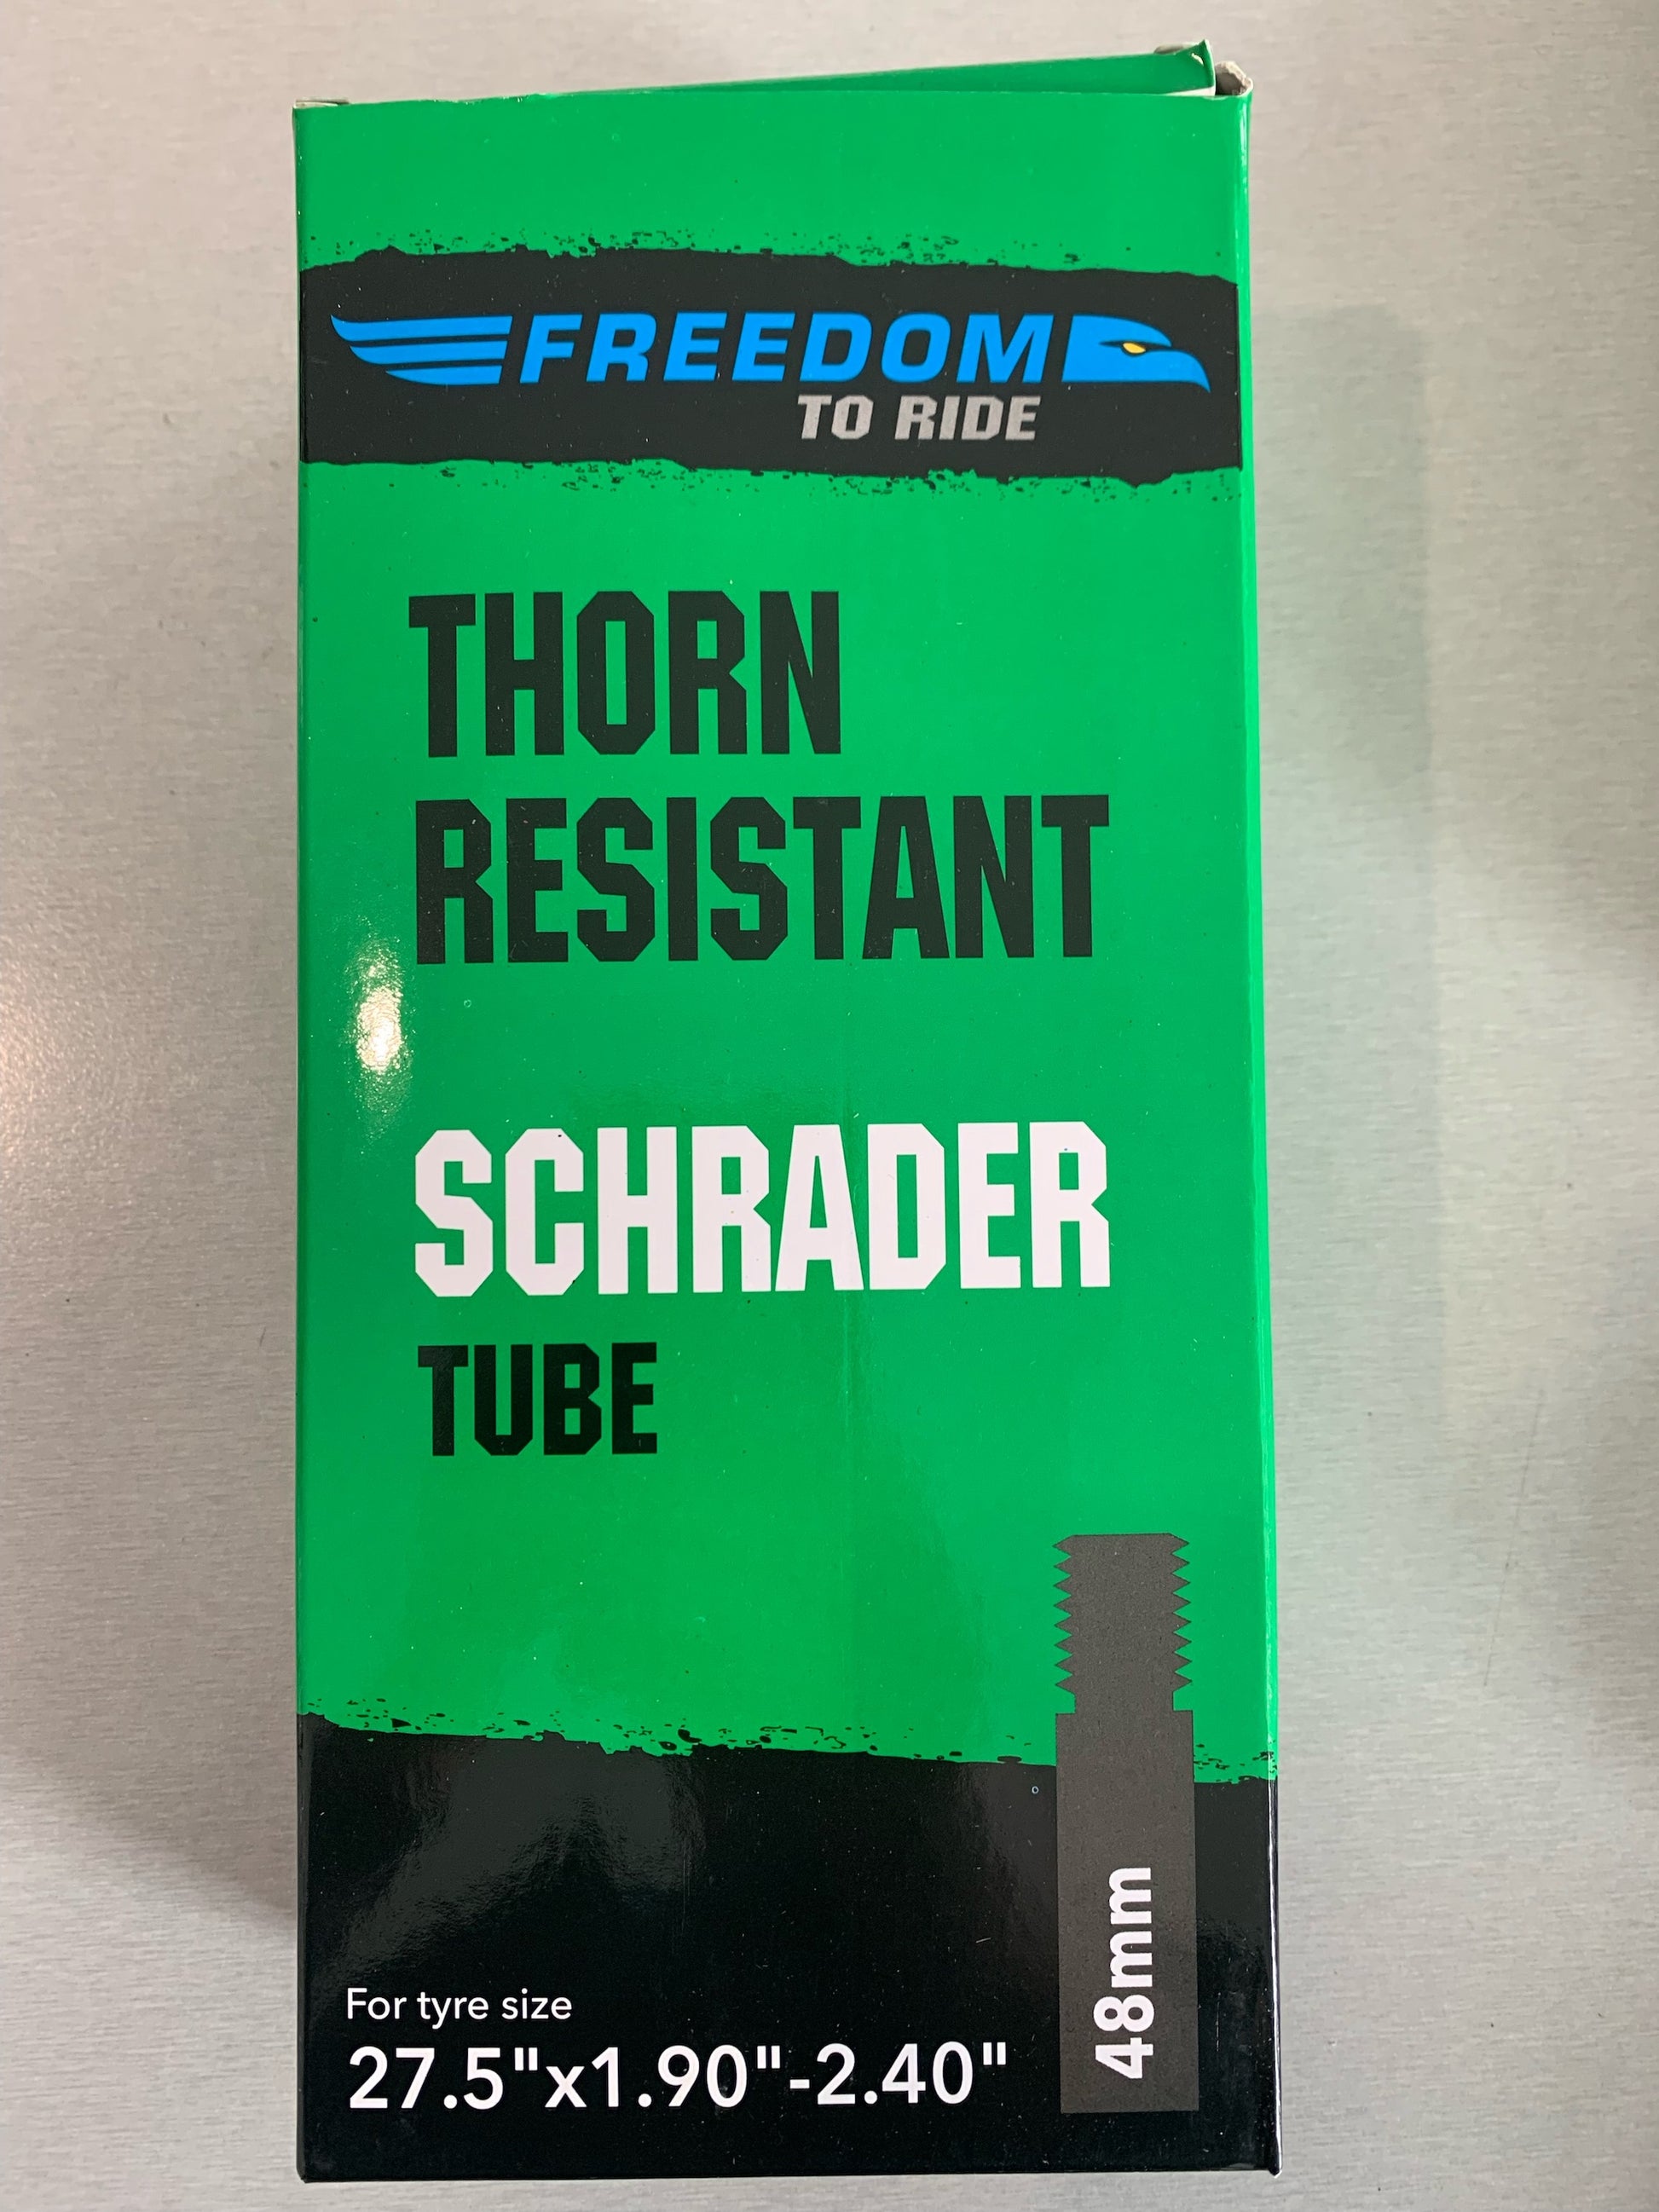 FREEDOM
TO RIDE
THORN
RESISTANT
SCHRADER
TUBE
48mm
For tyre size
27.5"x1.90"-2.40"